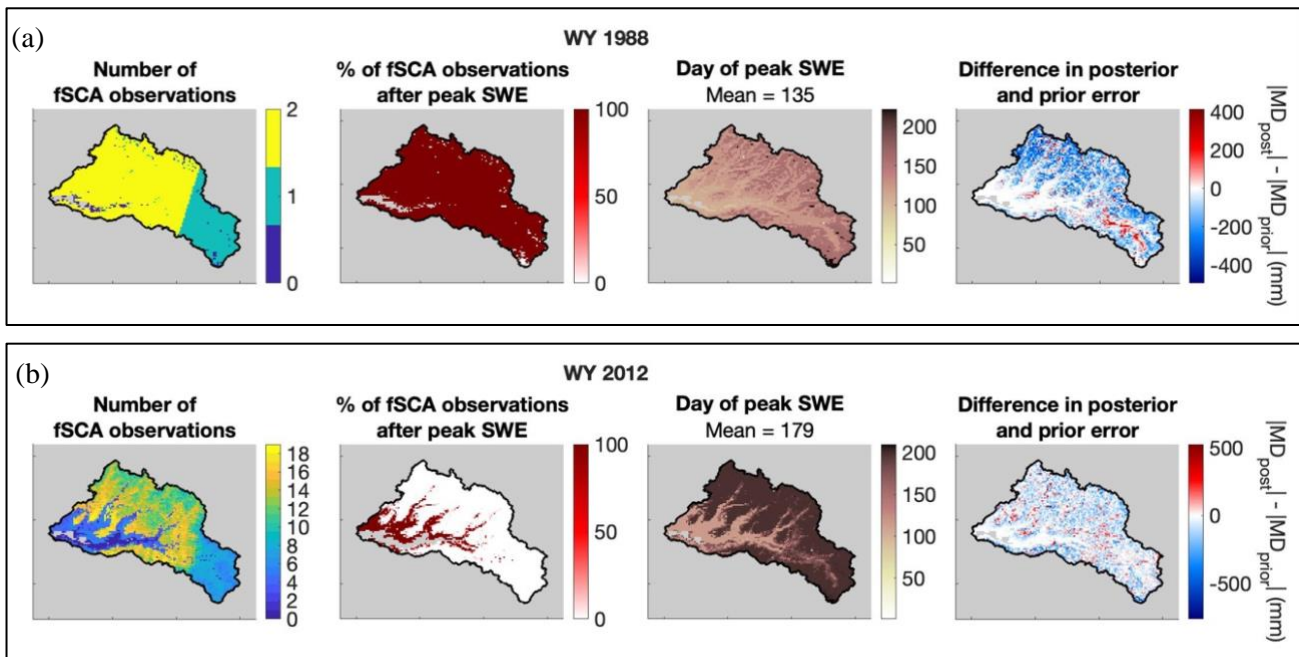 (a)
WY 1988
Number of
fSCA observations
2
1
0
% of fSCA observations
after peak SWE
100
50
0
Day of peak SWE
Mean = 135
200
150
100
50
Difference in posterior
and prior error
400
200
0
-200
-400
|MD_post| - |MD_prior| (mm)
(b)
WY 2012
Number of
fSCA observations
18
16
14
12
10
8
6
4
2
0
% of fSCA observations
after peak SWE
100
50
0
Day of peak SWE
Mean = 179
200
150
100
50
Difference in posterior
and prior error
500
0
-500
|MD_post| - |MD_prior| (mm)